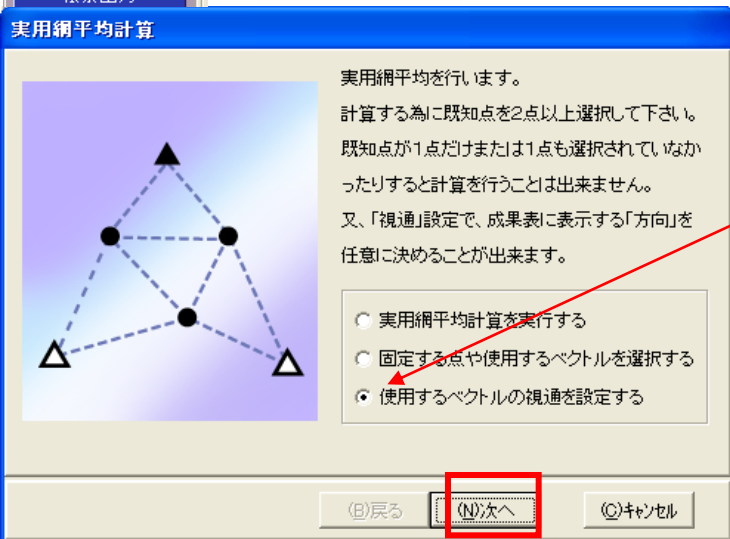 帳票出力
実用網平均計算
実用網平均を行います。
計算する為に既知点を2点以上選択して下さい。
既知点が1点だけまたは1点も選択されていなか
ったりすると計算を行うことは出来ません。
又、「視通」設定で、成果表に表示する「方向」を
任意に決めることが出来ます。
実用網平均計算を実行する
固定する点や使用するベクトルを選択する
使用するベクトルの視通を設定する
(B)戻る
(N)次へ
(C)キャンセル